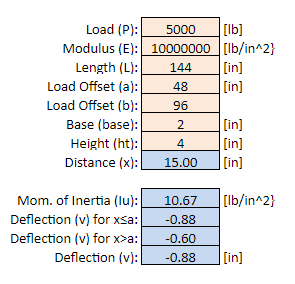 Load (P): 5000 [lb]
Modulus (E): 10000000 [lb/in^2}
Length (L): 144 [in]
Load Offset (a): 48 [in]
Load Offset (b): 96
Base (base): 2 [in]
Height (ht): 4 [in]
Distance (x): 15.00 [in]
Mom. of Inertia (Iu): 10.67 [lb/in^2}
Deflection (v) for x≤a: -0.88
Deflection (v) for x>a: -0.60
Deflection (v): -0.88 [in]